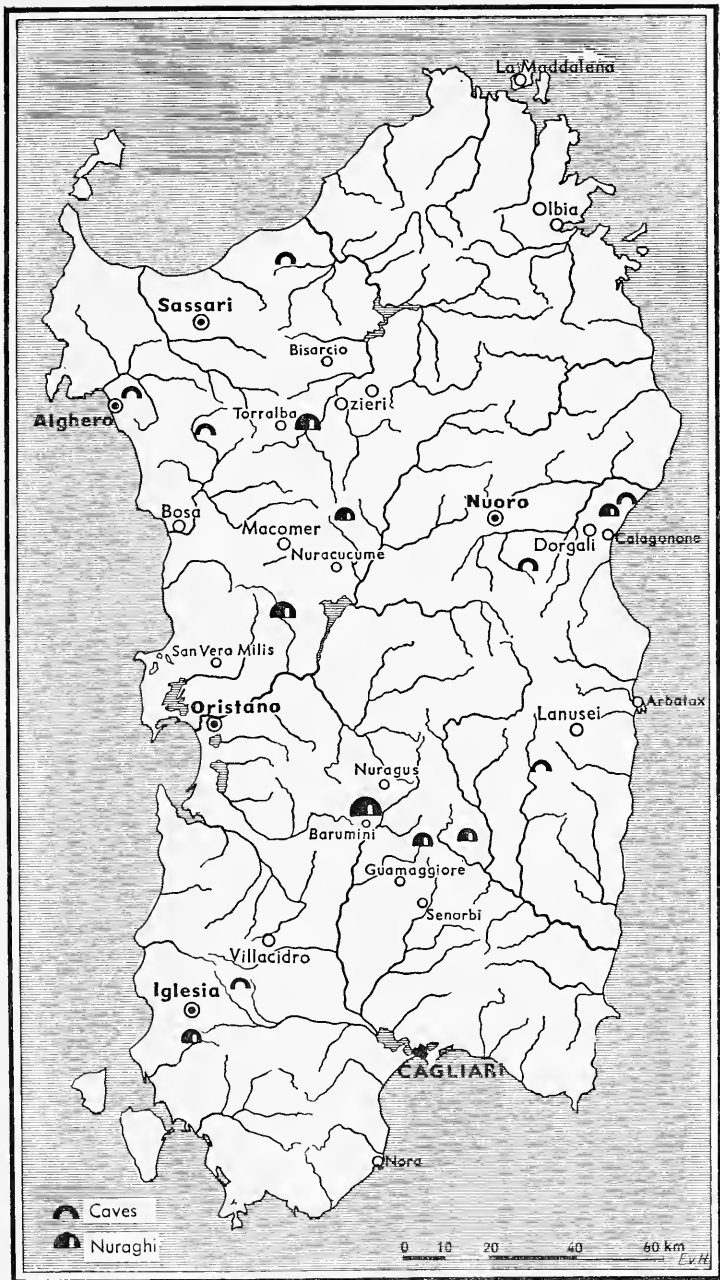 La Maddalena
Olbia
Sassari
Bisarcio
Ozieri
Alghero
Torralba
Bosa
Macomer
Nuoro
Nuracucume
Dorgali
Calagonone
San Vera Milis
Oristano
Lanusei
Arbatax
Nuragus
Barumini
Guamaggiore
Senorbi
Villacidro
Iglesia
CAGLIARI
Nora
Caves
Nuraghi
0 10 20 40 60 km
E.v.H.